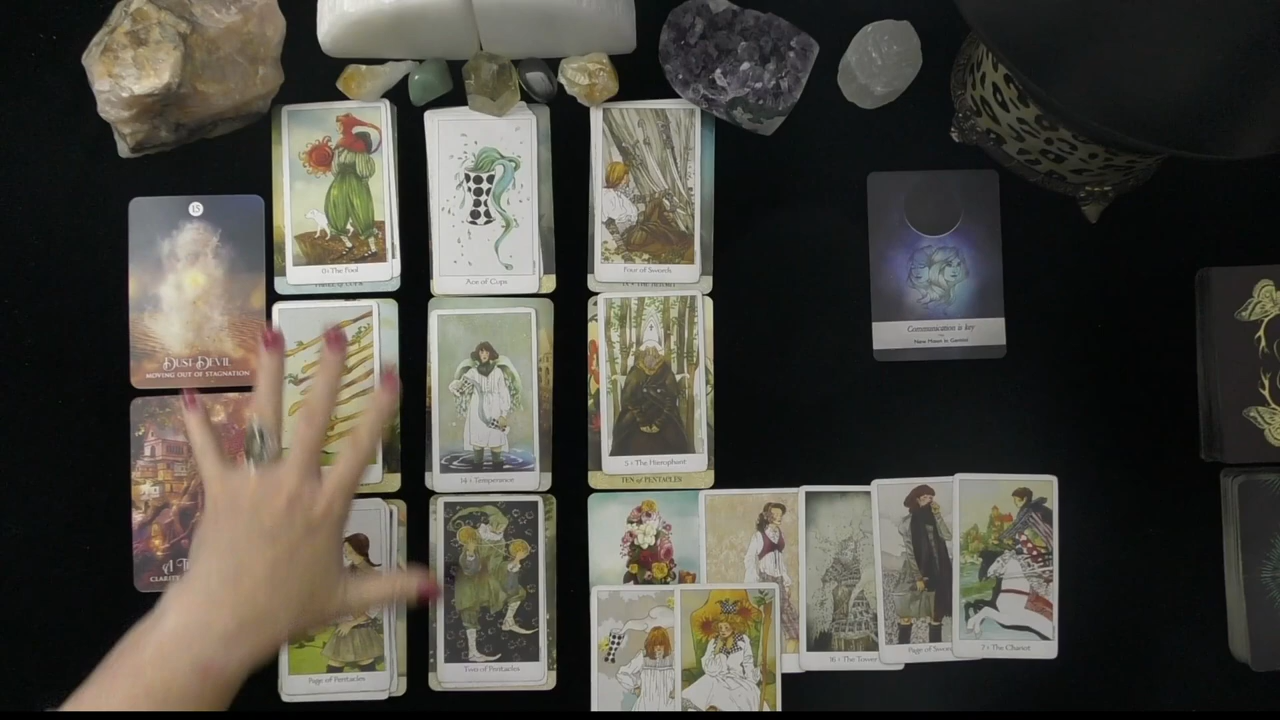 15
DUST DEVIL
MOVING OUT OF STAGNATION
0 : The Fool
Ace of Cups
Four of Swords
Communication is key
New Moon in Gemini
14 : Temperance
5 : The Hierophant
TEN of PENTACLES
A
Page of Pentacles
Two of Pentacles
16 : The Tower
Page of
7 : The Chariot